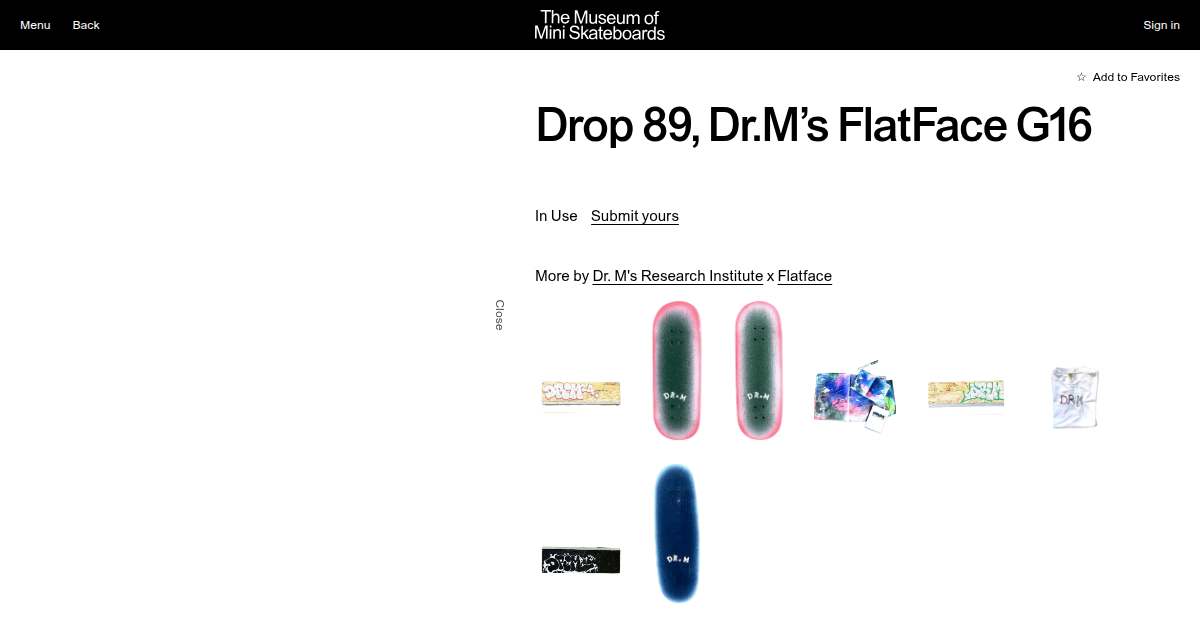 Menu
Back
The Museum of
Mini Skateboards
Sign in
☆ Add to Favorites
Drop 89, Dr.M’s FlatFace G16
In Use Submit yours
More by Dr. M's Research Institute x Flatface
Close
DR.M
DR.M
DRM
DR.M